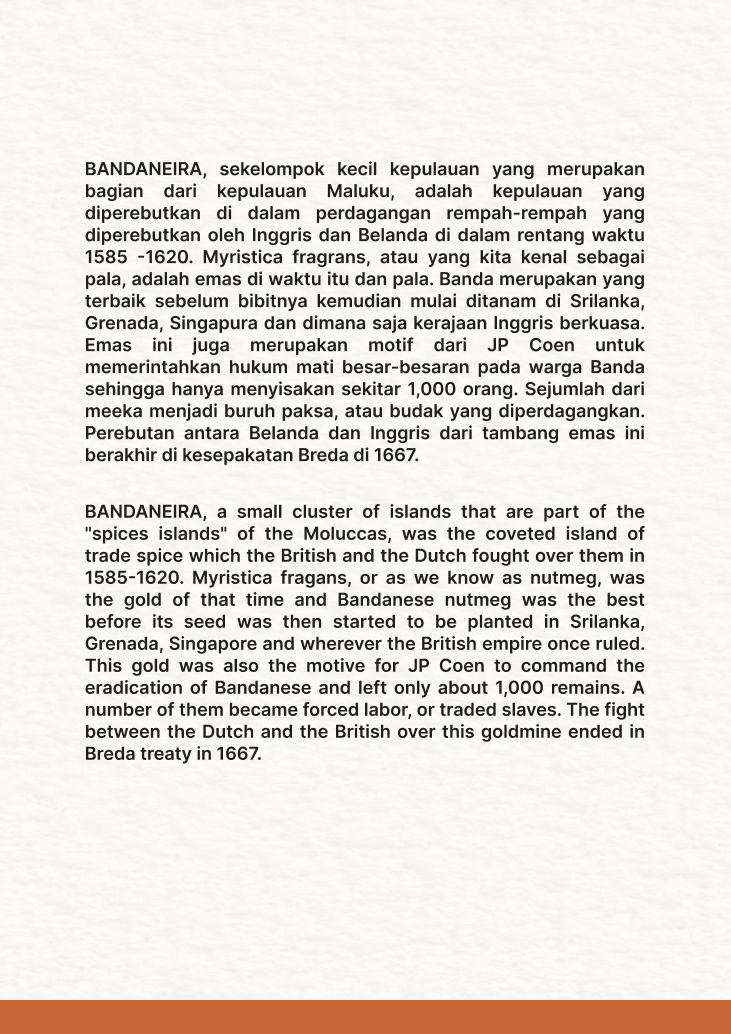 BANDANEIRA, sekelompok kecil kepulauan yang merupakan
bagian dari kepulauan Maluku, adalah kepulauan yang
diperebutkan di dalam perdagangan rempah-rempah yang
diperebutkan oleh Inggris dan Belanda di dalam rentang waktu
1585 -1620. Myristica fragrans, atau yang kita kenal sebagai
pala, adalah emas di waktu itu dan pala. Banda merupakan yang
terbaik sebelum bibitnya kemudian mulai ditanam di Srilanka,
Grenada, Singapura dan dimana saja kerajaan Inggris berkuasa.
Emas ini juga merupakan motif dari JP Coen untuk
memerintahkan hukum mati besar-besaran pada warga Banda
sehingga hanya menyisakan sekitar 1,000 orang. Sejumlah dari
meeka menjadi buruh paksa, atau budak yang diperdagangkan.
Perebutan antara Belanda dan Inggris dari tambang emas ini
berakhir di kesepakatan Breda di 1667.
BANDANEIRA, a small cluster of islands that are part of the
"spices islands" of the Moluccas, was the coveted island of
trade spice which the British and the Dutch fought over them in
1585-1620. Myristica fragans, or as we know as nutmeg, was
the gold of that time and Bandanese nutmeg was the best
before its seed was then started to be planted in Srilanka,
Grenada, Singapore and wherever the British empire once ruled.
This gold was also the motive for JP Coen to command the
eradication of Bandanese and left only about 1,000 remains. A
number of them became forced labor, or traded slaves. The fight
between the Dutch and the British over this goldmine ended in
Breda treaty in 1667.